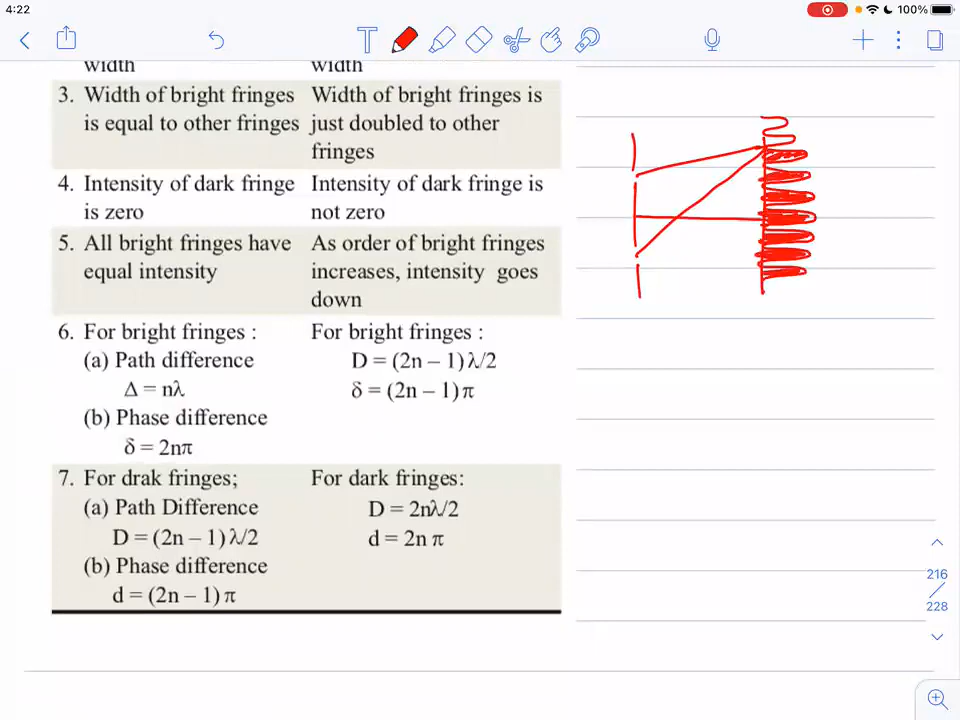 4:22
100%
width width
3. Width of bright fringes Width of bright fringes is
is equal to other fringes just doubled to other
fringes
4. Intensity of dark fringe Intensity of dark fringe is
is zero not zero
5. All bright fringes have As order of bright fringes
equal intensity increases, intensity goes
down
6. For bright fringes : For bright fringes :
(a) Path difference D = (2n – 1) λ/2
Δ = nλ δ = (2n – 1) π
(b) Phase difference
δ = 2nπ
7. For drak fringes; For dark fringes:
(a) Path Difference D = 2nλ/2
D = (2n – 1) λ/2 d = 2n π
(b) Phase difference
d = (2n – 1) π
216
228